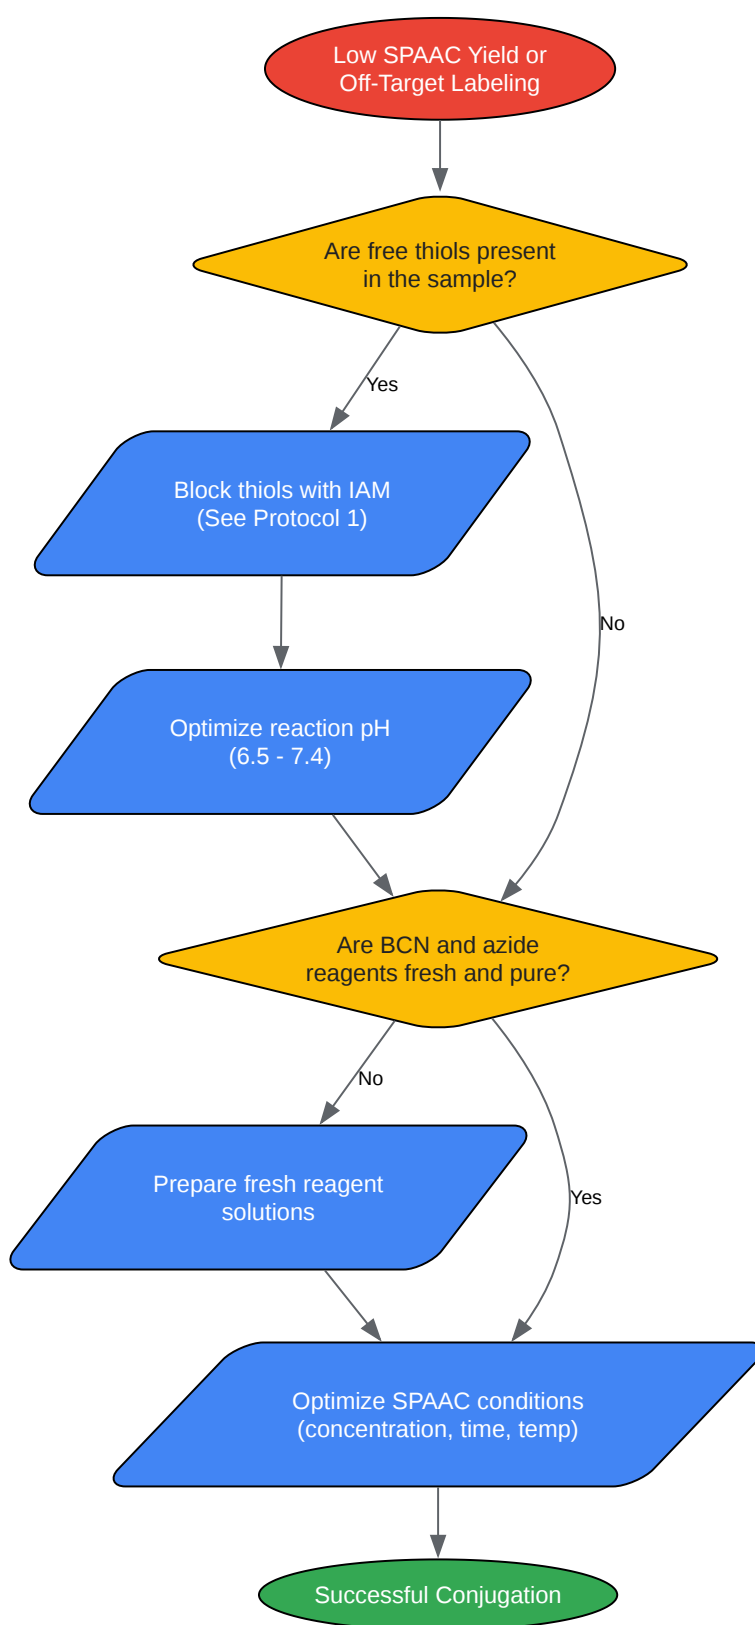 Low SPAAC Yield or
Off-Target Labeling
Are free thiols present
in the sample?
Yes
Block thiols with IAM
(See Protocol 1)
No
Optimize reaction pH
(6.5 - 7.4)
Are BCN and azide
reagents fresh and pure?
No
Prepare fresh reagent
solutions
Yes
Optimize SPAAC conditions
(concentration, time, temp)
Successful Conjugation